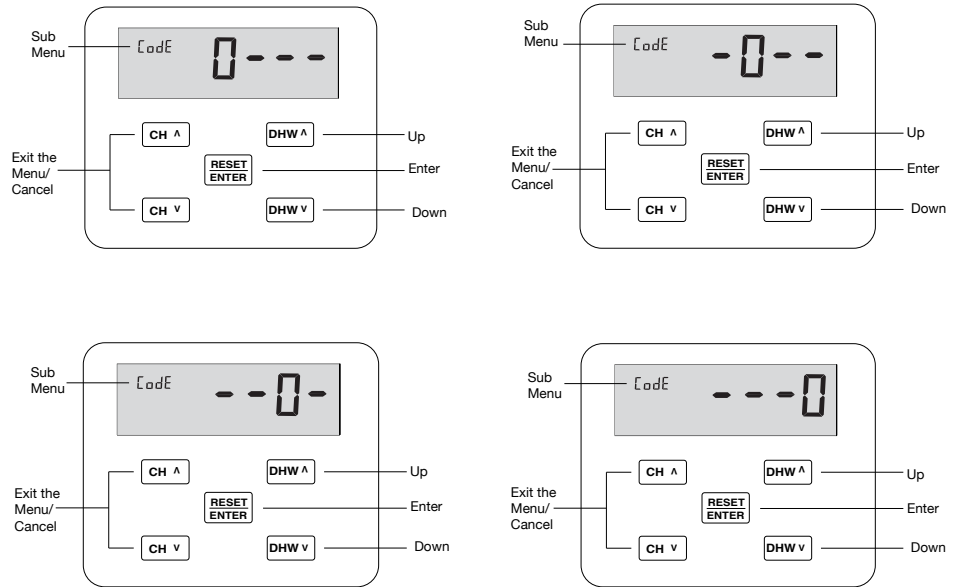 Sub
Menu
CodE
0---
CH ∧
DHW ∧
Up
Exit the
Menu/
Cancel
RESET
ENTER
Enter
CH ∨
DHW ∨
Down
Sub
Menu
CodE
-0--
CH ∧
DHW ∧
Up
Exit the
Menu/
Cancel
RESET
ENTER
Enter
CH ∨
DHW ∨
Down
Sub
Menu
CodE
--0-
CH ∧
DHW ∧
Up
Exit the
Menu/
Cancel
RESET
ENTER
Enter
CH ∨
DHW ∨
Down
Sub
Menu
CodE
---0
CH ∧
DHW ∧
Up
Exit the
Menu/
Cancel
RESET
ENTER
Enter
CH ∨
DHW ∨
Down